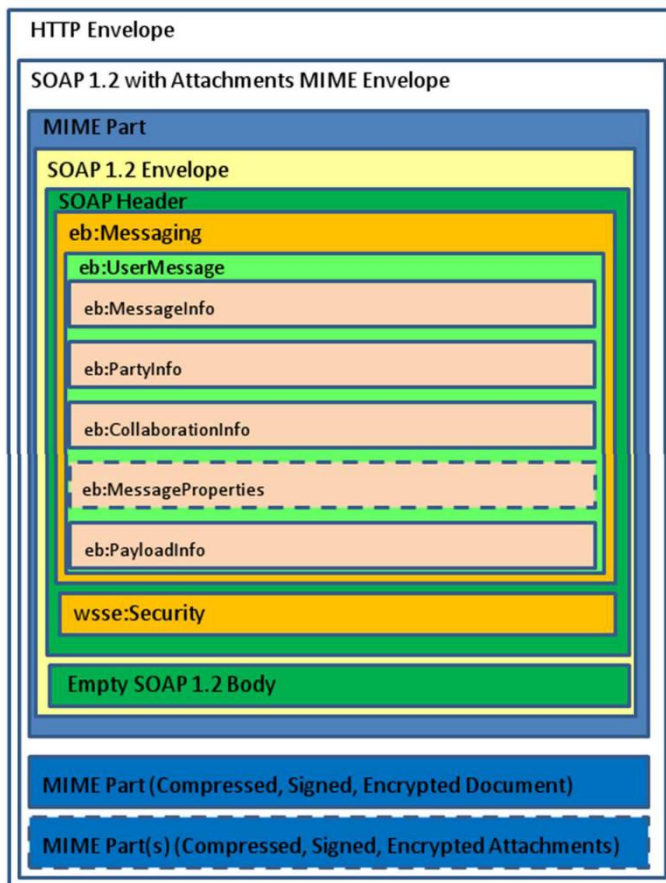 HTTP Envelope
SOAP 1.2 with Attachments MIME Envelope
MIME Part
SOAP 1.2 Envelope
SOAP Header
eb:Messaging
eb:UserMessage
eb:MessageInfo
eb:PartyInfo
eb:CollaborationInfo
eb:MessageProperties
eb:PayloadInfo
wsse:Security
Empty SOAP 1.2 Body
MIME Part (Compressed, Signed, Encrypted Document)
MIME Part(s) (Compressed, Signed, Encrypted Attachments)